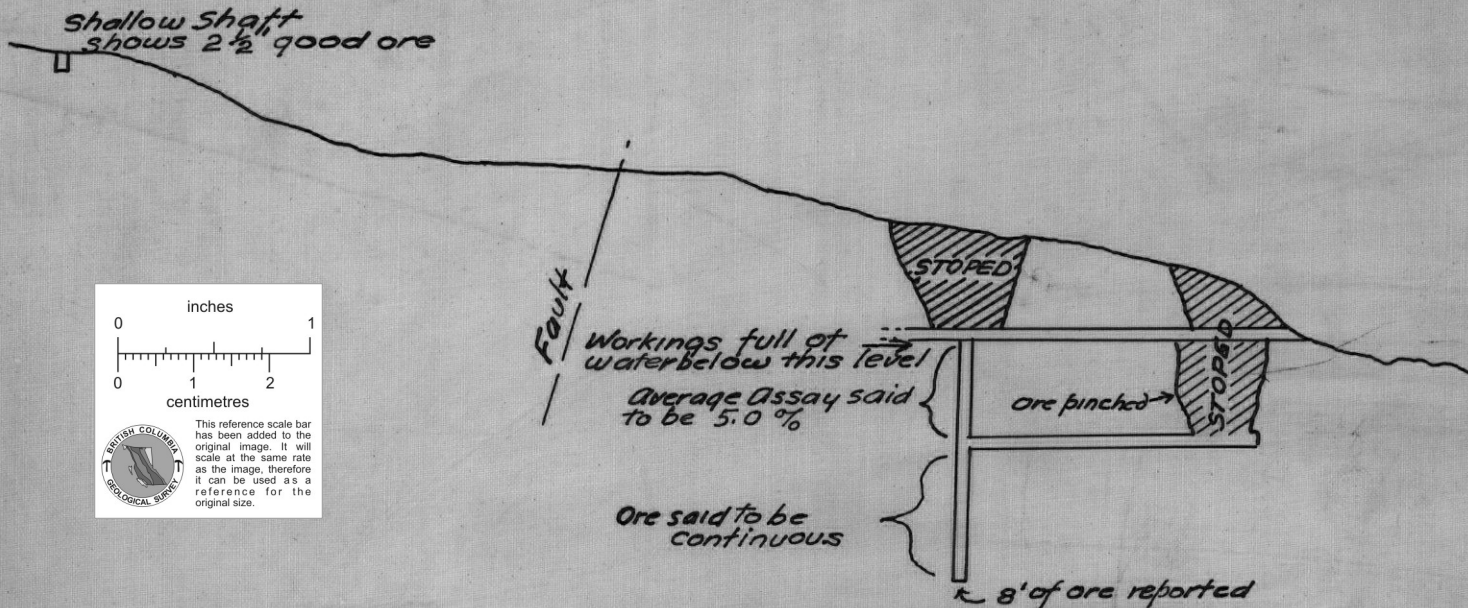 Shallow Shaft
shows 2½" good ore
STOPED
Fault
Workings full of
water below this level
Average Assay said
to be 5.0 %
Ore pinched
STOPED
Ore said to be
continuous
8' of ore reported
inches
0 1
0 1 2
centimetres
BRITISH COLUMBIA
GEOLOGICAL SURVEY
This reference scale bar
has been added to the
original image. It will
scale at the same rate
as the image, therefore
it can be used as a
reference for the
original size.